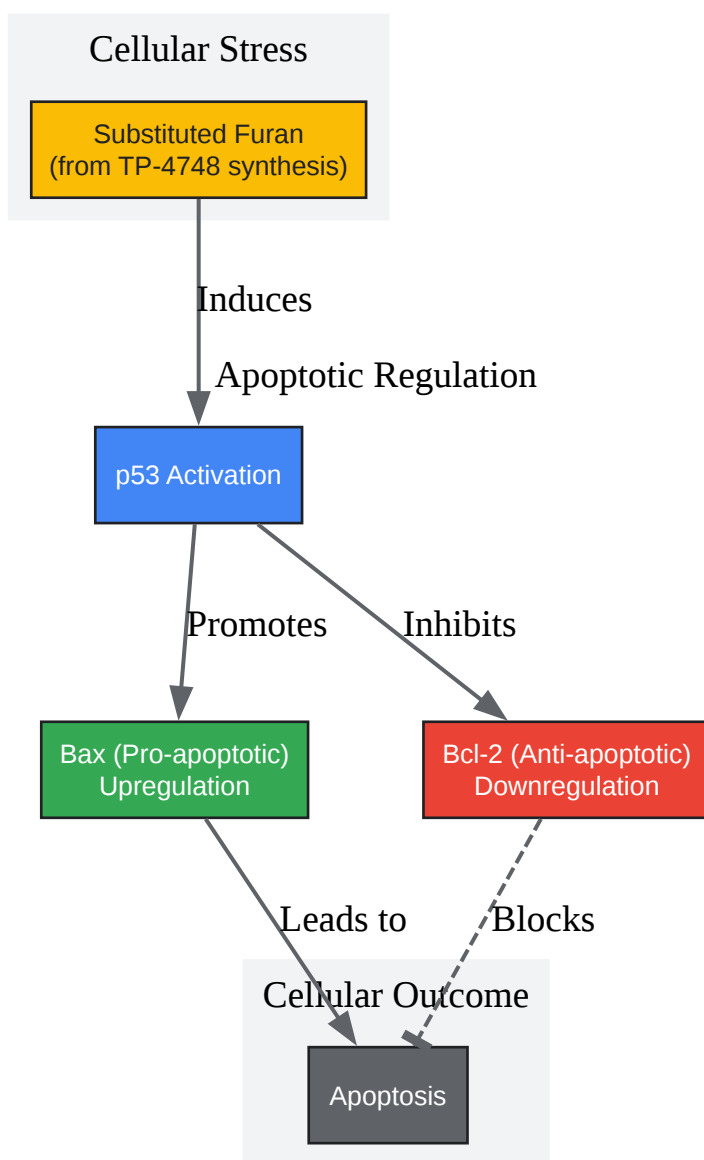 Cellular Stress
Substituted Furan
(from TP-4748 synthesis)
Induces
Apoptotic Regulation
p53 Activation
Promotes
Inhibits
Bax (Pro-apoptotic)
Upregulation
Bcl-2 (Anti-apoptotic)
Downregulation
Leads to
Blocks
Cellular Outcome
Apoptosis